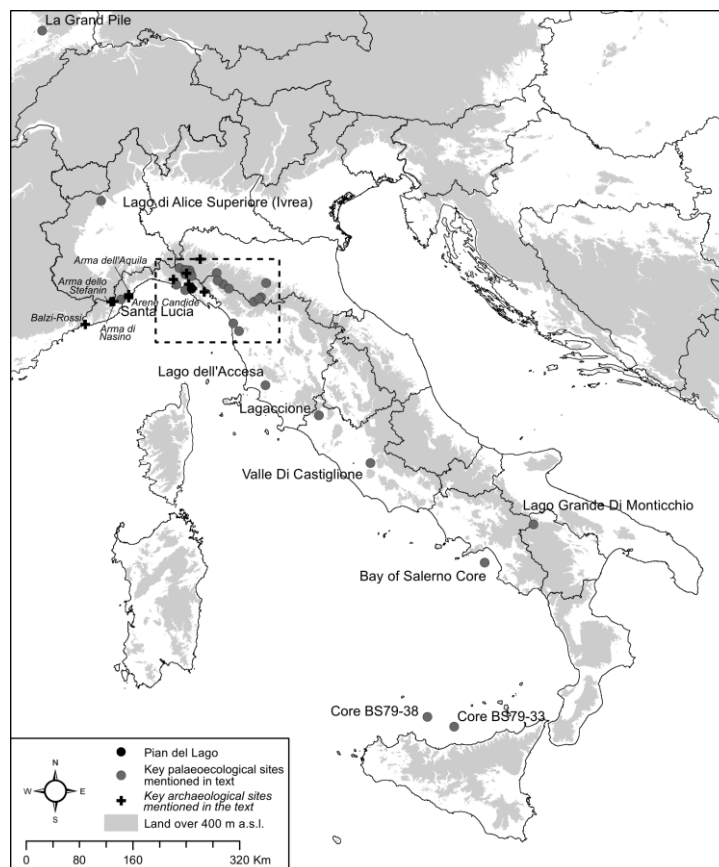 La Grand Pile
Lago di Alice Superiore (Ivrea)
Arma dell'Aquila
Arma dello
Stefanin
Arene Candide
Santa Lucia
Balzi-Rossi
Arma di
Nasino
Lago dell'Accesa
Lagaccione
Valle Di Castiglione
Lago Grande Di Monticchio
Bay of Salerno Core
Core BS79-38
Core BS79-33
Pian del Lago
Key palaeoecological sites
mentioned in text
Key archaeological sites
mentioned in the text
Land over 400 m a.s.l.
N
W E
S
0 80 160 240 320 Km